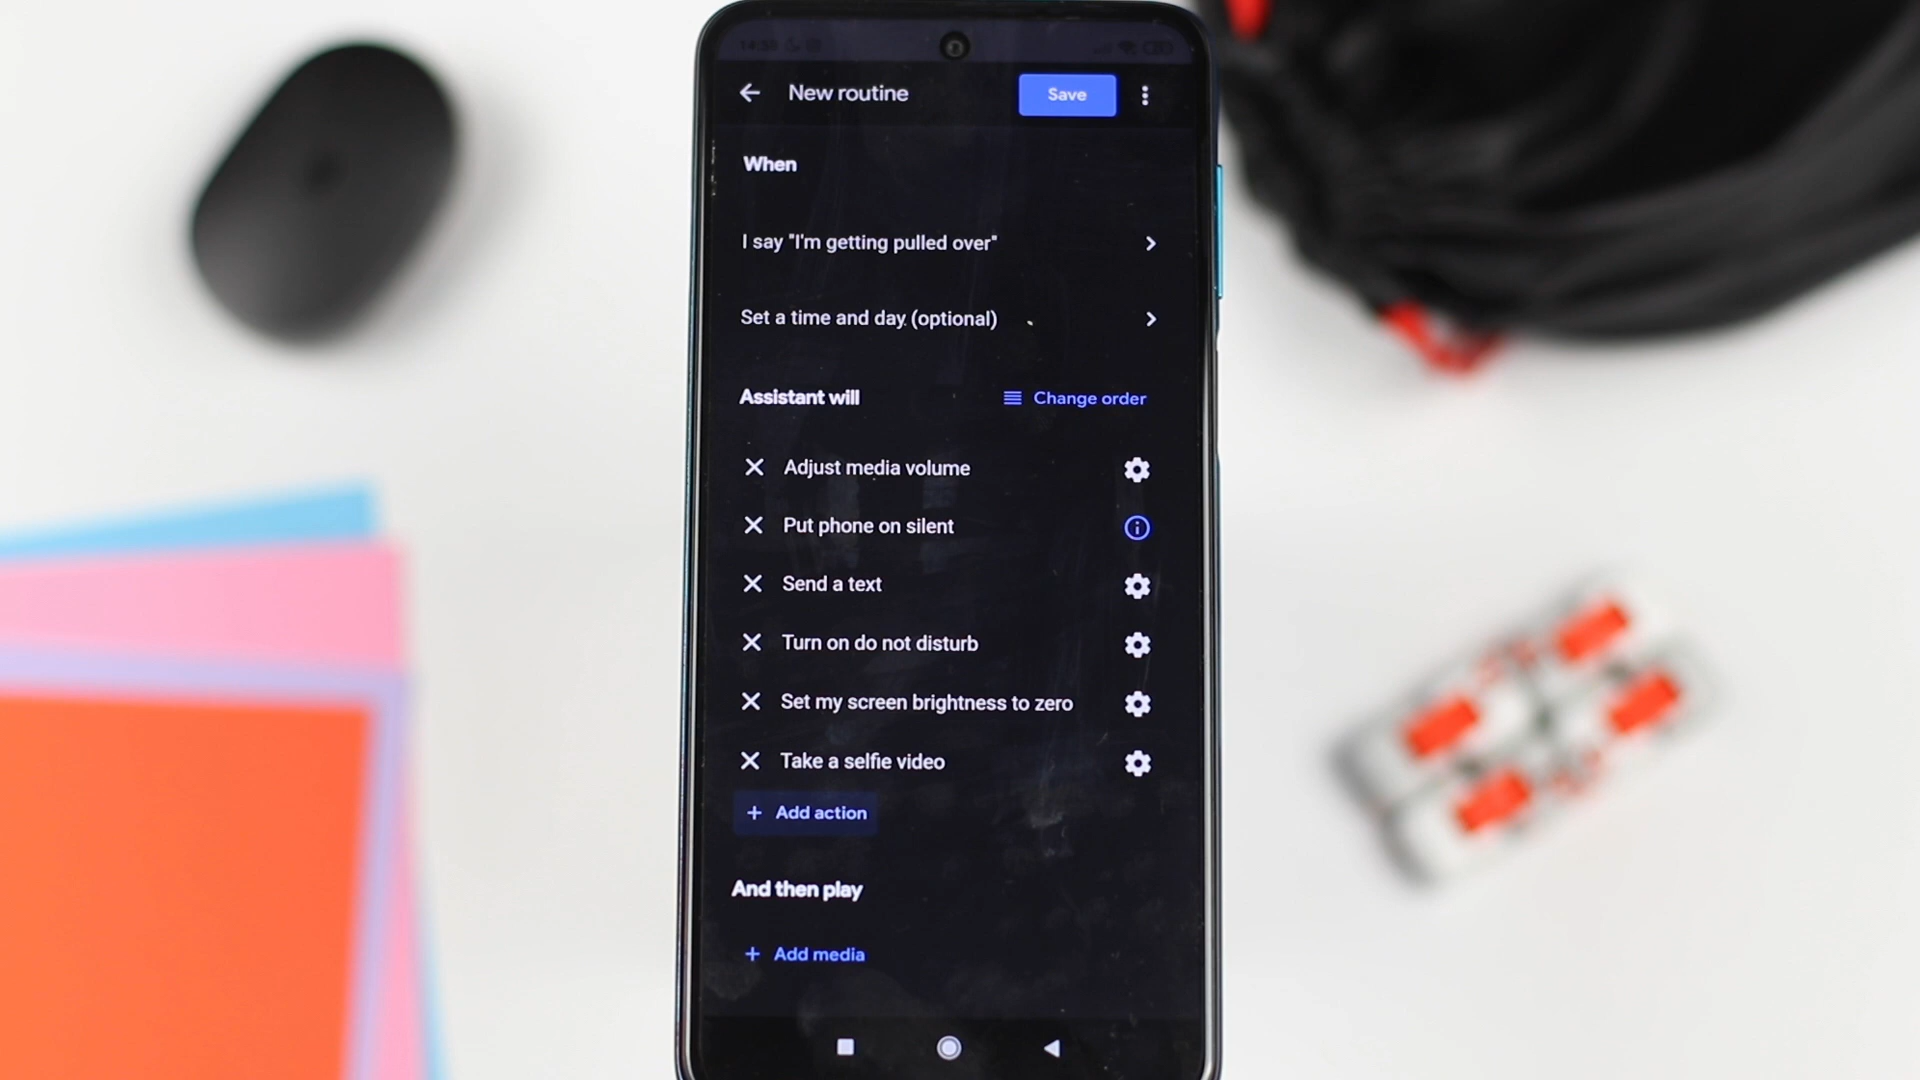 14:53
New routine
Save
When
I say "I'm getting pulled over"
Set a time and day (optional)
Assistant will
Change order
Adjust media volume
Put phone on silent
Send a text
Turn on do not disturb
Set my screen brightness to zero
Take a selfie video
+ Add action
And then play
+ Add media